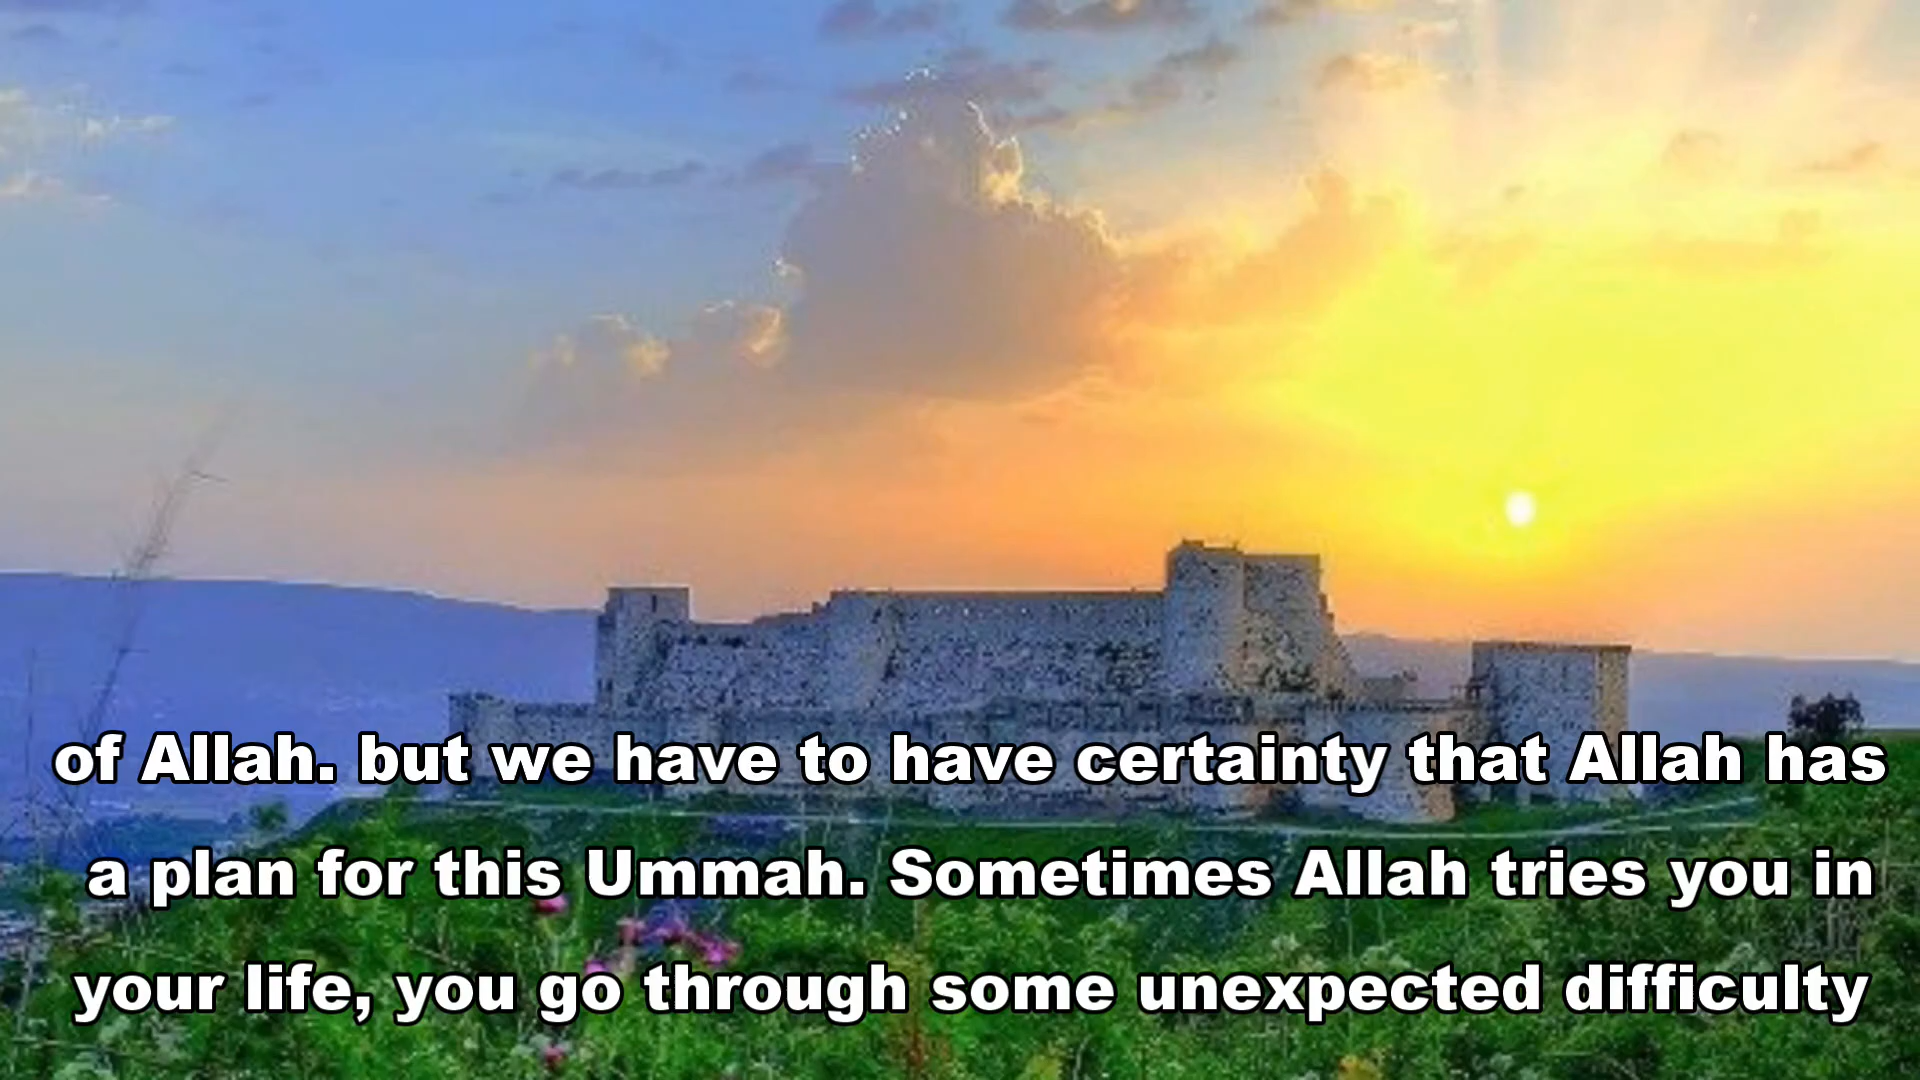 of Allah. but we have to have certainty that Allah has
a plan for this Ummah. Sometimes Allah tries you in
your life, you go through some unexpected difficulty